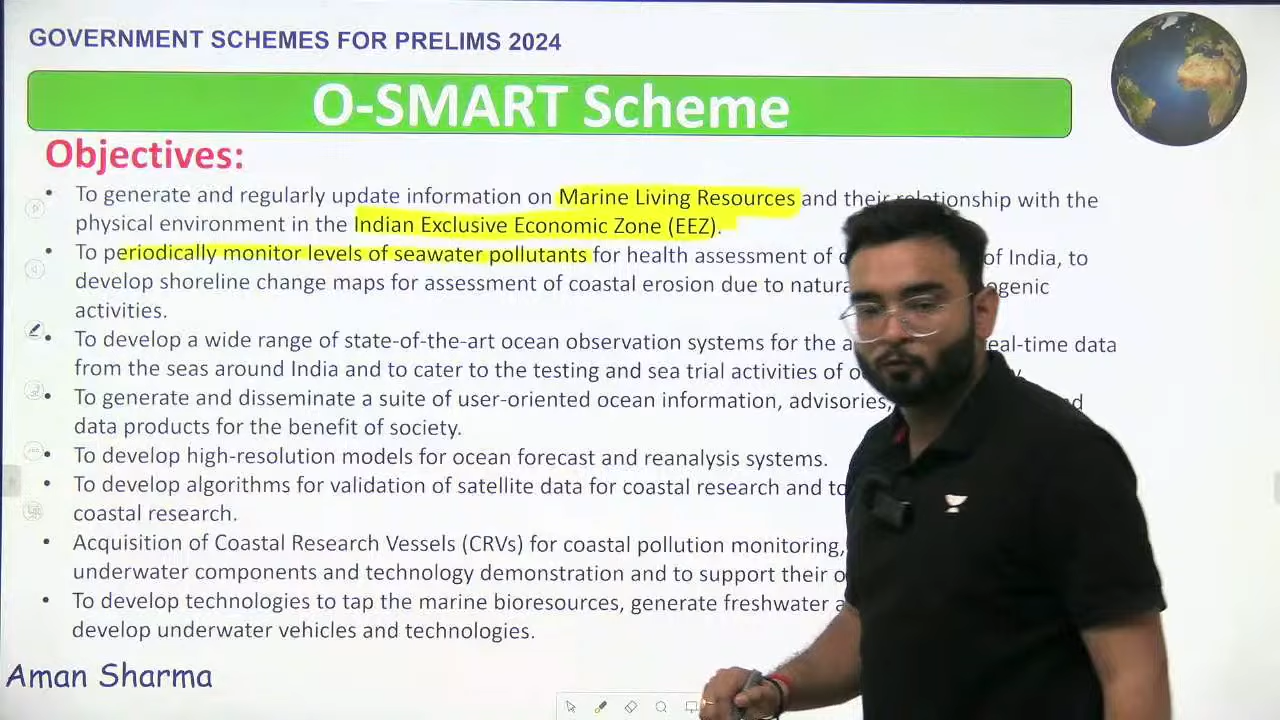 GOVERNMENT SCHEMES FOR PRELIMS 2024
O-SMART Scheme
Objectives:
• To generate and regularly update information on Marine Living Resources and their relationship with the
physical environment in the Indian Exclusive Economic Zone (EEZ).
• To periodically monitor levels of seawater pollutants for health assessment of of India, to
develop shoreline change maps for assessment of coastal erosion due to
activities.
• To develop a wide range of state-of-the-art ocean observation systems for the data
from the seas around India and to cater to the testing and sea trial activities of
• To generate and disseminate a suite of user-oriented ocean information, advisories,
data products for the benefit of society.
• To develop high-resolution models for ocean forecast and reanalysis systems.
• To develop algorithms for validation of satellite data for coastal research and to
coastal research.
• Acquisition of Coastal Research Vessels (CRVs) for coastal pollution monitoring,
underwater components and technology demonstration and to support their
• To develop technologies to tap the marine bioresources, generate freshwater
develop underwater vehicles and technologies.
Aman Sharma